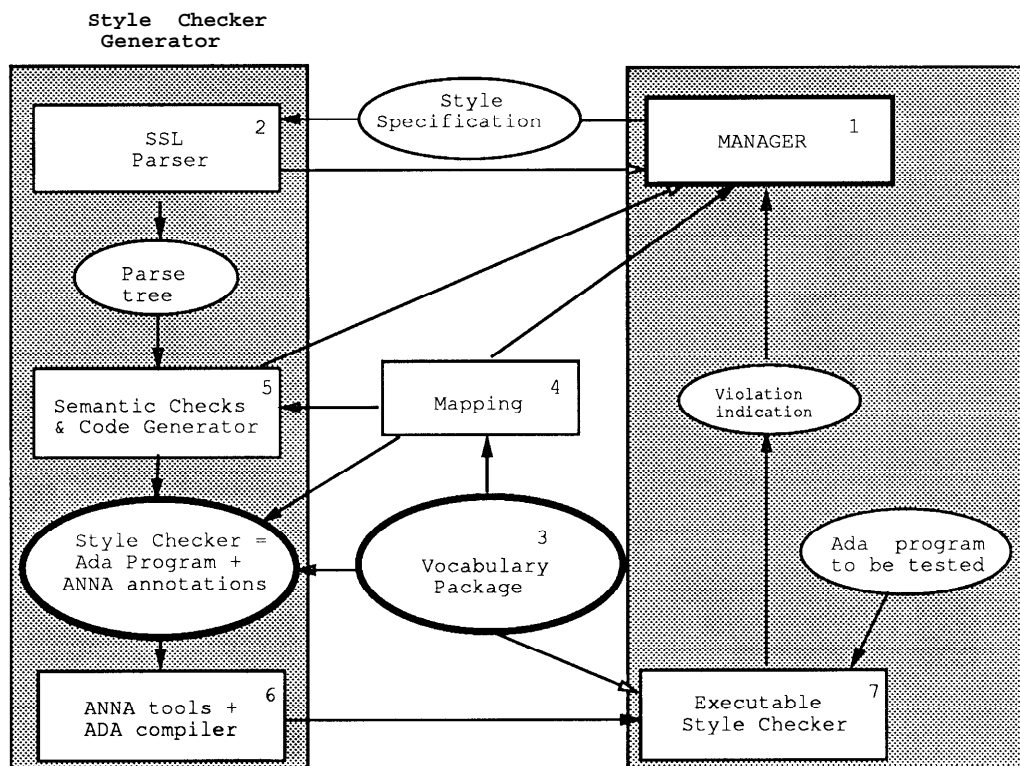 Style Checker
Generator
SSL
Parser
2
Style
Specification
MANAGER
1
Parse
tree
Semantic Checks
& Code Generator
5
Mapping
4
Violation
indication
Style Checker =
Ada Program +
ANNA annotations
3
Vocabulary
Package
Ada program
to be tested
ANNA tools +
ADA compiler
6
Executable
Style Checker
7